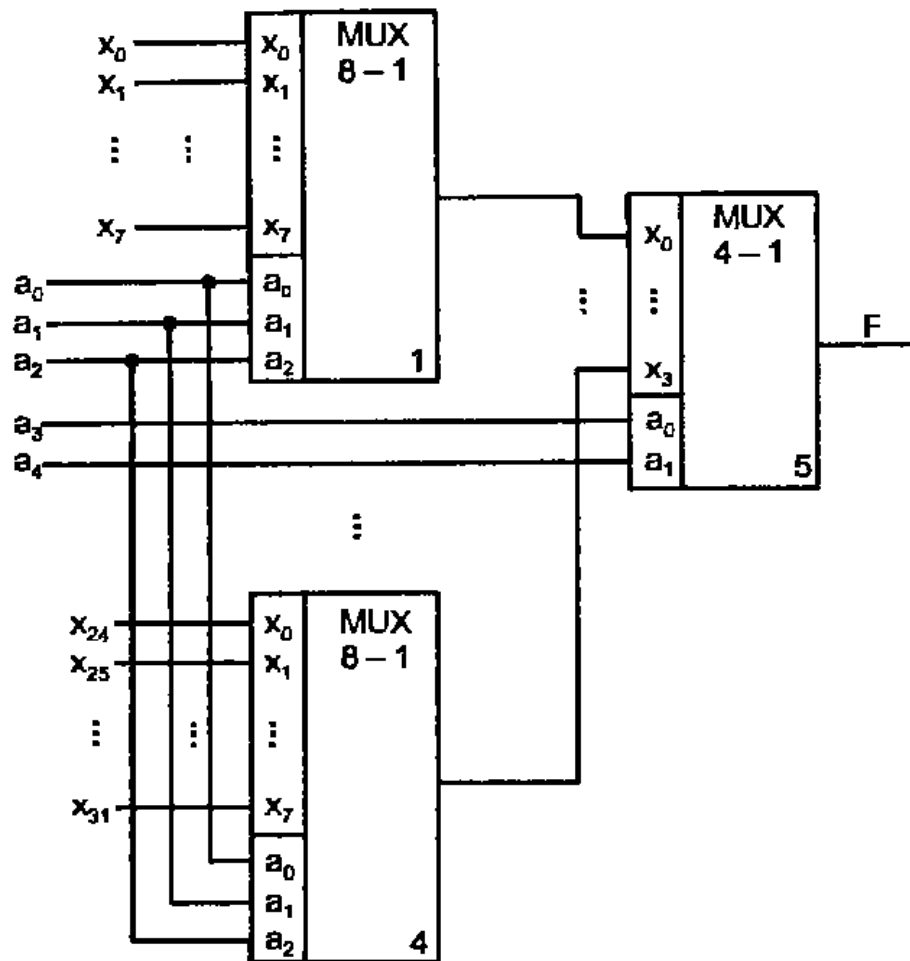 x₀ x₀ MUX
8 – 1
x₁ x₁
... ... ...
x₇ x₇
a₀ a₀
a₁ a₁
a₂ a₂ 1
x₀ MUX
4 – 1
... ...
x₃
F
a₃ a₀
a₄ a₁ 5
...
x₂₄ x₀ MUX
8 – 1
x₂₅ x₁
... ... ...
x₃₁ x₇
a₀
a₁
a₂ 4